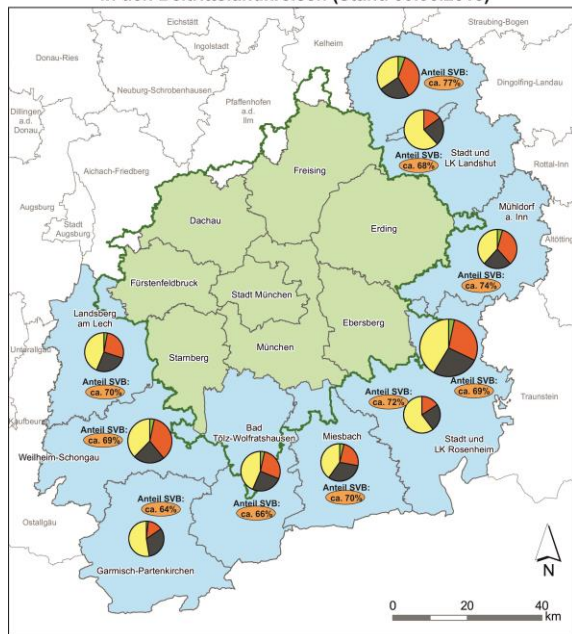 in den Beitrittslandkreisen (Stand
Eichstätt
Straubing-Bogen
Donau-Ries
Ingolstadt
Kelheim
Neuburg-Schrobenhausen
Dingolfing-Landau
Pfaffenhofen
a.d.
Ilm
Dillingen
a.d.
Donau
Anteil SVB:
ca. 77%
Anteil SVB:
ca. 68%
Stadt und
LK Landshut
Rottal-Inn
Aichach-Friedberg
Freising
Augsburg
Stadt
Augsburg
Dachau
Erding
Mühldorf
a. Inn
Altötting
Anteil SVB:
ca. 74%
Fürstenfeldbruck
Stadt München
Ebersberg
Landsberg
am Lech
Unterallgäu
Starnberg
München
Anteil SVB:
ca. 70%
Anteil SVB:
ca. 72%
Anteil SVB:
ca. 69%
Traunstein
Kaufbeuren
Anteil SVB:
ca. 69%
Weilheim-Schongau
Bad
Tölz-Wolfratshausen
Miesbach
Stadt und
LK Rosenheim
Anteil SVB:
ca. 64%
Anteil SVB:
ca. 66%
Anteil SVB:
ca. 70%
Ostallgäu
Garmisch-Partenkirchen
N
0 20 40
km